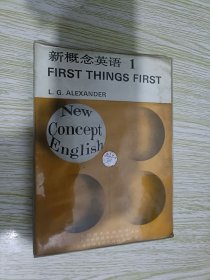 新概念英语 1
FIRST THINGS FIRST
L. G. ALEXANDER
New
Concept
English